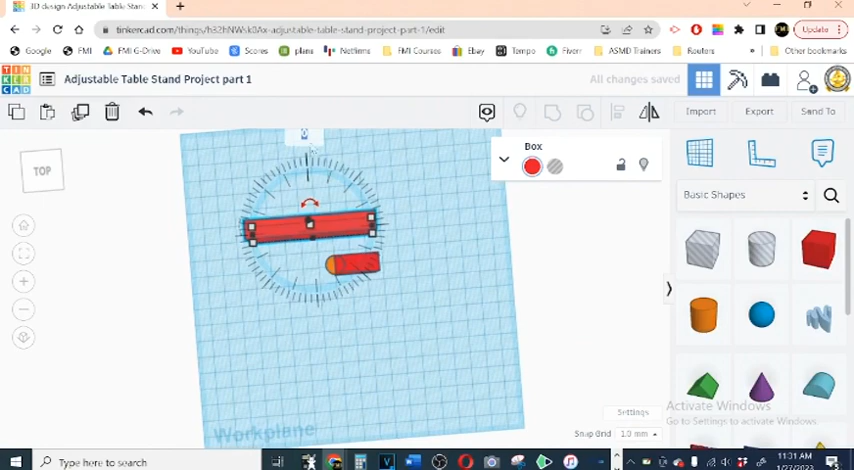 3D design Adjustable Table Stan
tinkercad.com/things/h32hNWsk0Ax-adjustable-table-stand-project-part-1/edit
Update
Google FMI FMI G-Drive YouTube Scores plans Netfirms FMI Courses Ebay Tempo Fiverr ASMD Trainers Routers Other bookmarks
TIN
KER
CAD
Adjustable Table Stand Project part 1
All changes saved
Import Export Send To
0
Box
TOP
Basic Shapes
Workplane
Settings
Snap Grid 1.0 mm
Activate Windows
Go to Settings to activate Windows.
Type here to search
11:31 AM
1/27/2023